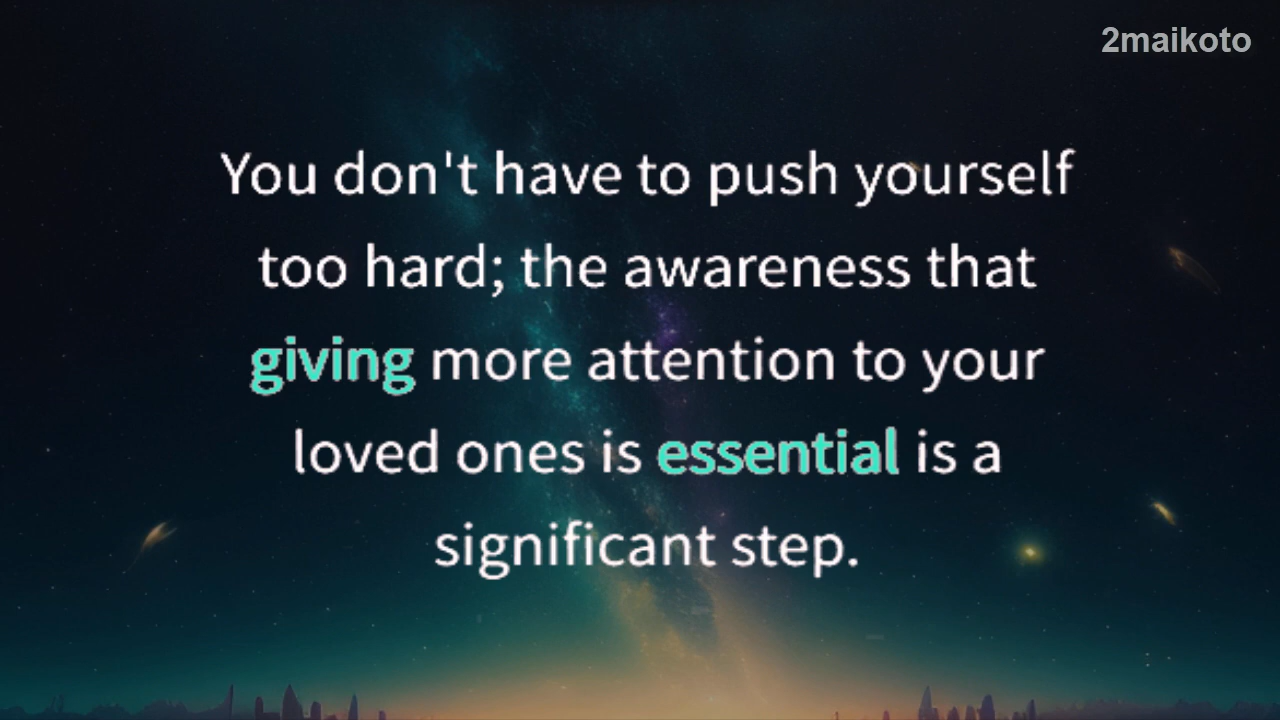 2maikoto
You don't have to push yourself
too hard; the awareness that
giving more attention to your
loved ones is essential is a
significant step.